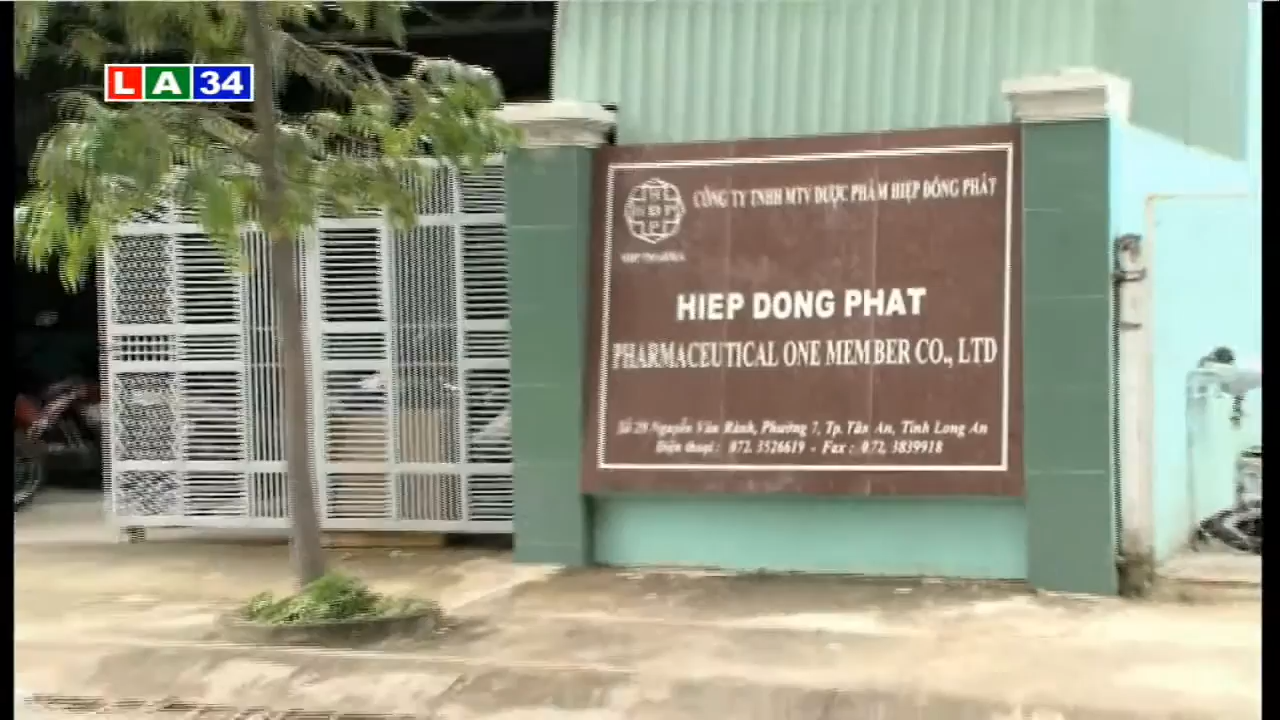 LA34
CÔNG TY TNHH MTV DƯỢC PHẨM HIỆP ĐỒNG PHÁT
HDP PHARMA
HIEP DONG PHAT
PHARMACEUTICAL ONE MEMBER CO., LTD
Số 29 Nguyễn Văn Rành, Phường 7, Tp. Tân An, Tỉnh Long An
Điện thoại : 072. 3526619 - Fax : 072. 3839918